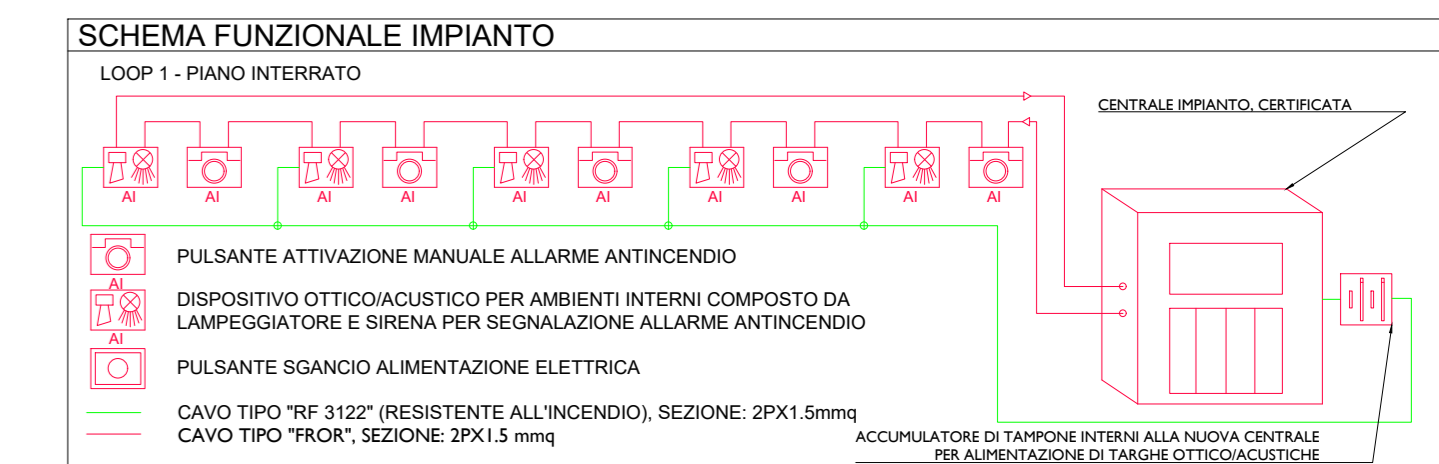 SCHEMA FUNZIONALE IMPIANTO
LOOP 1 - PIANO INTERRATO
CENTRALE IMPIANTO, CERTIFICATA
AI AI AI AI AI AI AI AI AI AI
PULSANTE ATTIVAZIONE MANUALE ALLARME ANTINCENDIO
AI
DISPOSITIVO OTTICO/ACUSTICO PER AMBIENTI INTERNI COMPOSTO DA
LAMPEGGIATORE E SIRENA PER SEGNALAZIONE ALLARME ANTINCENDIO
AI
PULSANTE SGANCIO ALIMENTAZIONE ELETTRICA
CAVO TIPO "RF 3122" (RESISTENTE ALL'INCENDIO), SEZIONE: 2PX1.5mmq
CAVO TIPO "FROR", SEZIONE: 2PX1.5 mmq
ACCUMULATORE DI TAMPONE INTERNI ALLA NUOVA CENTRALE
PER ALIMENTAZIONE DI TARGHE OTTICO/ACUSTICHE